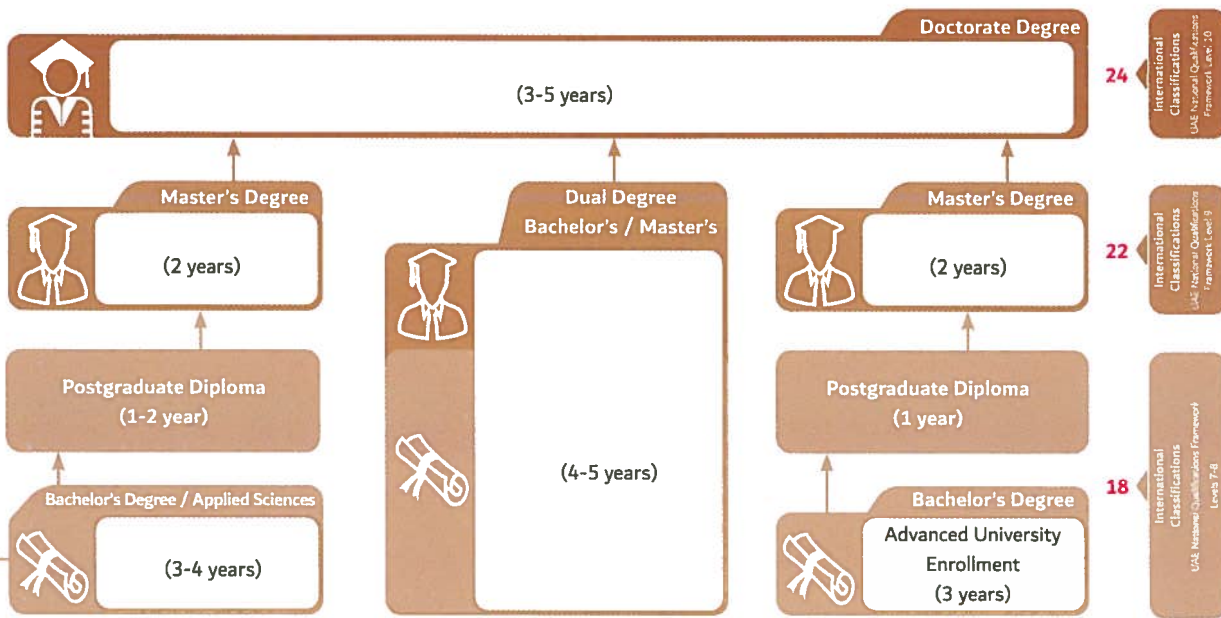 Doctorate Degree
(3-5 years)
24
International
Classifications
UAE National Qualifications
Framework Level 10
Master's Degree
(2 years)
Dual Degree
Bachelor's / Master's
(4-5 years)
Master's Degree
(2 years)
22
International
Classifications
UAE National Qualifications
Framework Level 9
Postgraduate Diploma
(1-2 year)
Postgraduate Diploma
(1 year)
Bachelor's Degree / Applied Sciences
(3-4 years)
Bachelor's Degree
Advanced University
Enrollment
(3 years)
18
International
Classifications
UAE National Qualifications Framework
Levels 7-8